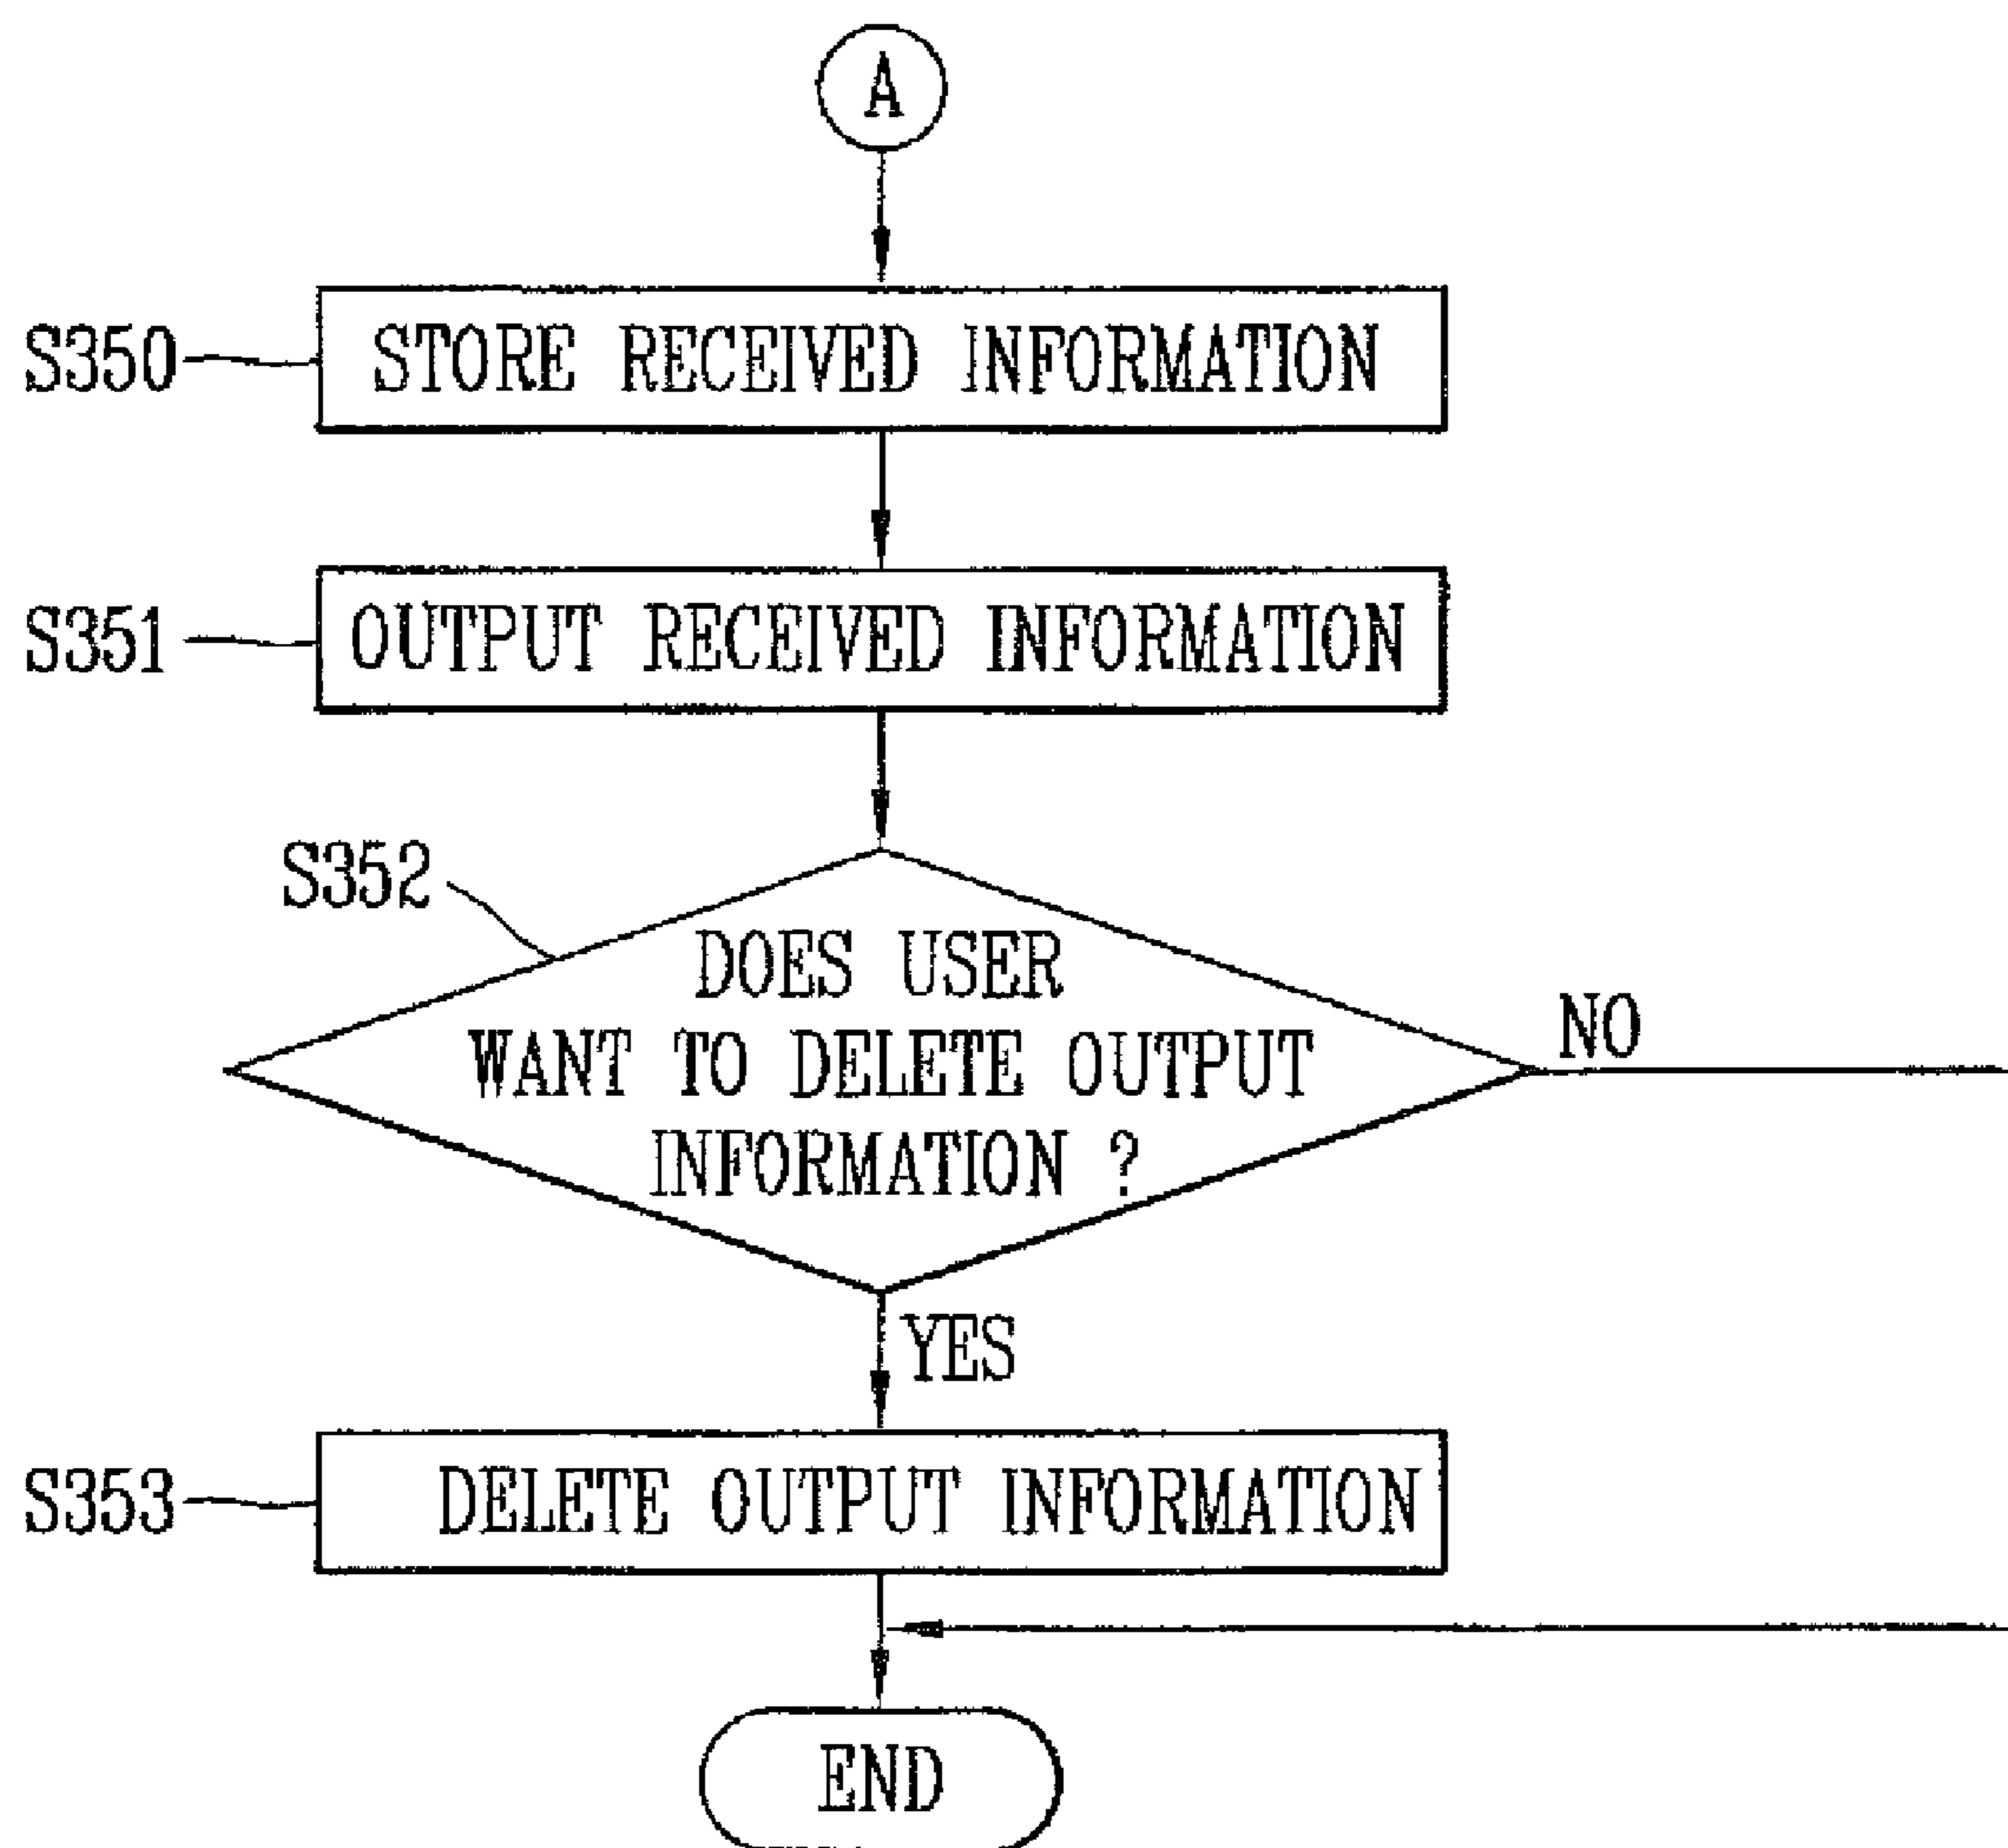 A
S350
STORE RECEIVED INFORMATION
S351
OUTPUT RECEIVED INFORMATION
S352
DOES USER
WANT TO DELETE OUTPUT
INFORMATION ?
NO
YES
S353
DELETE OUTPUT INFORMATION
END